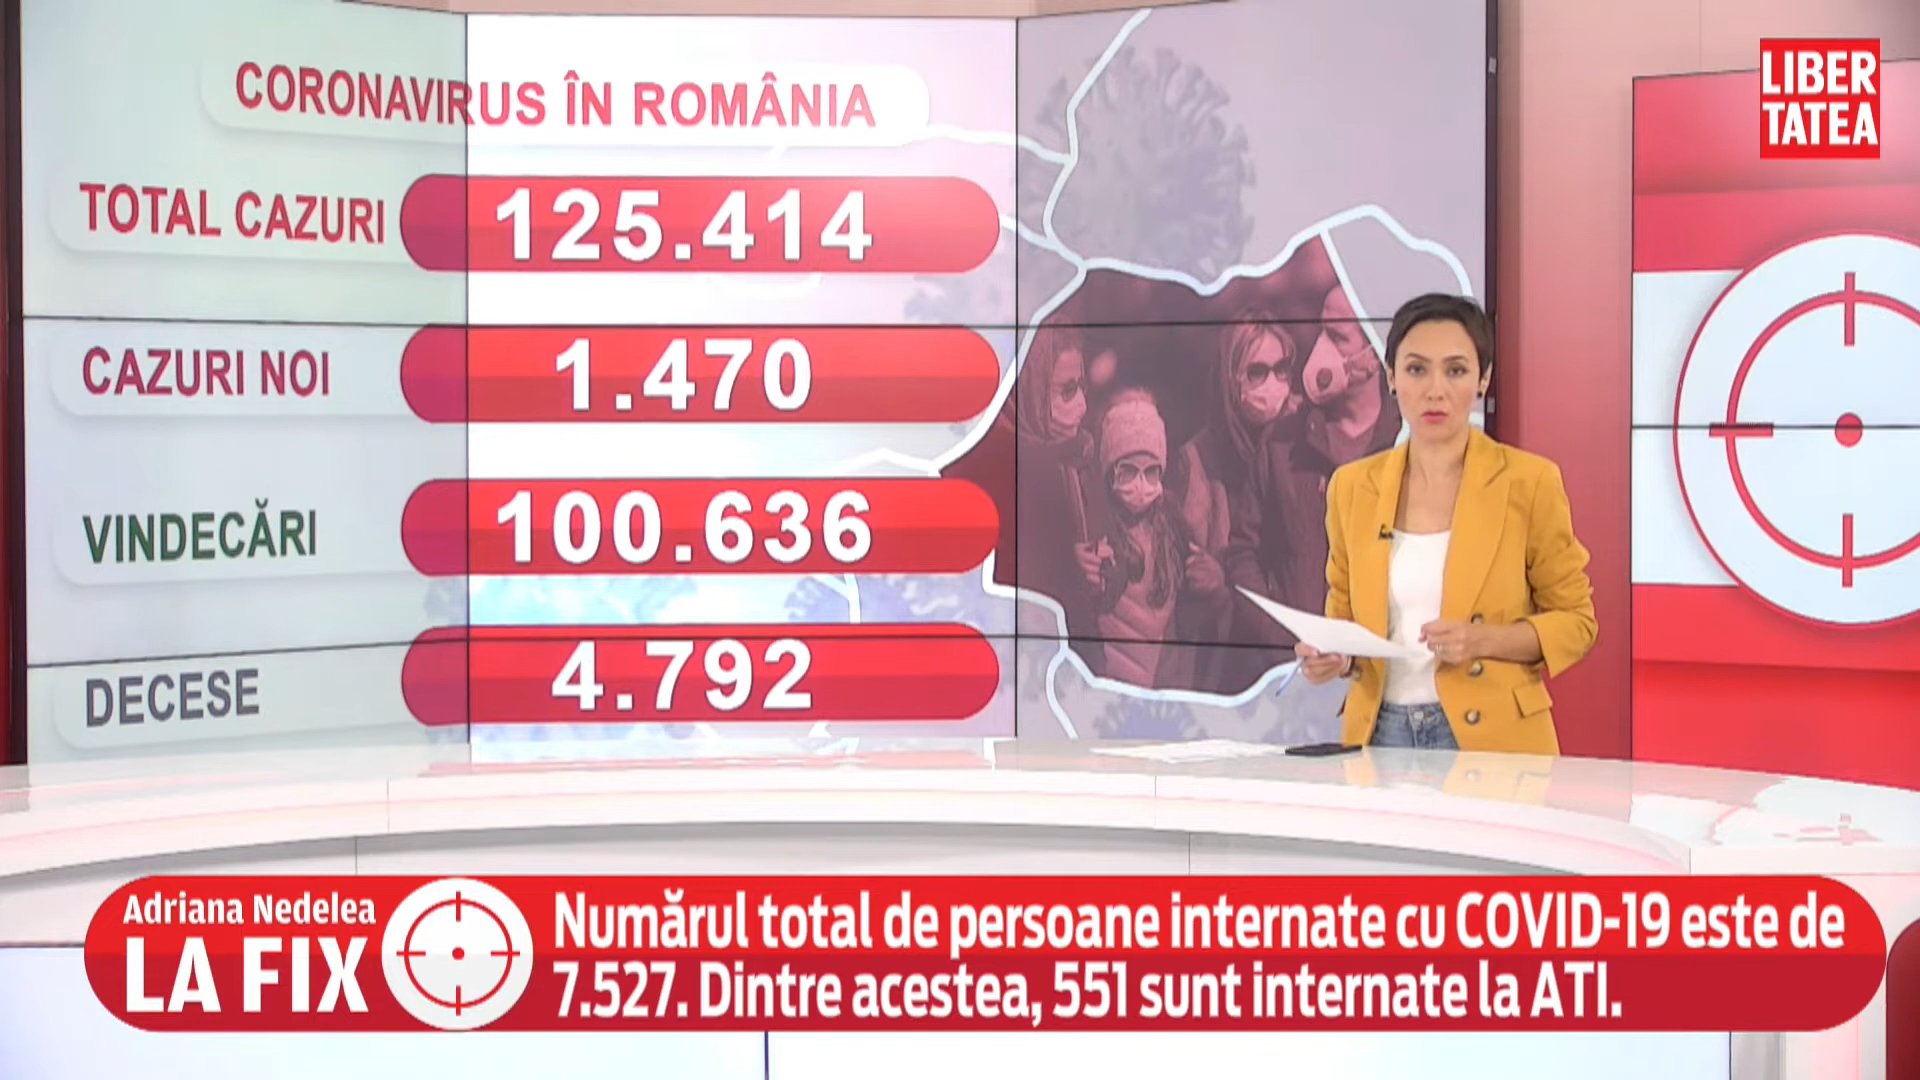 CORONAVIRUS ÎN ROMÂNIA
TOTAL CAZURI 125.414
CAZURI NOI 1.470
VINDECĂRI 100.636
DECESE 4.792
LIBER
TATEA
Adriana Nedelea
LA FIX
Numărul total de persoane internate cu COVID-19 este de
7.527. Dintre acestea, 551 sunt internate la ATI.